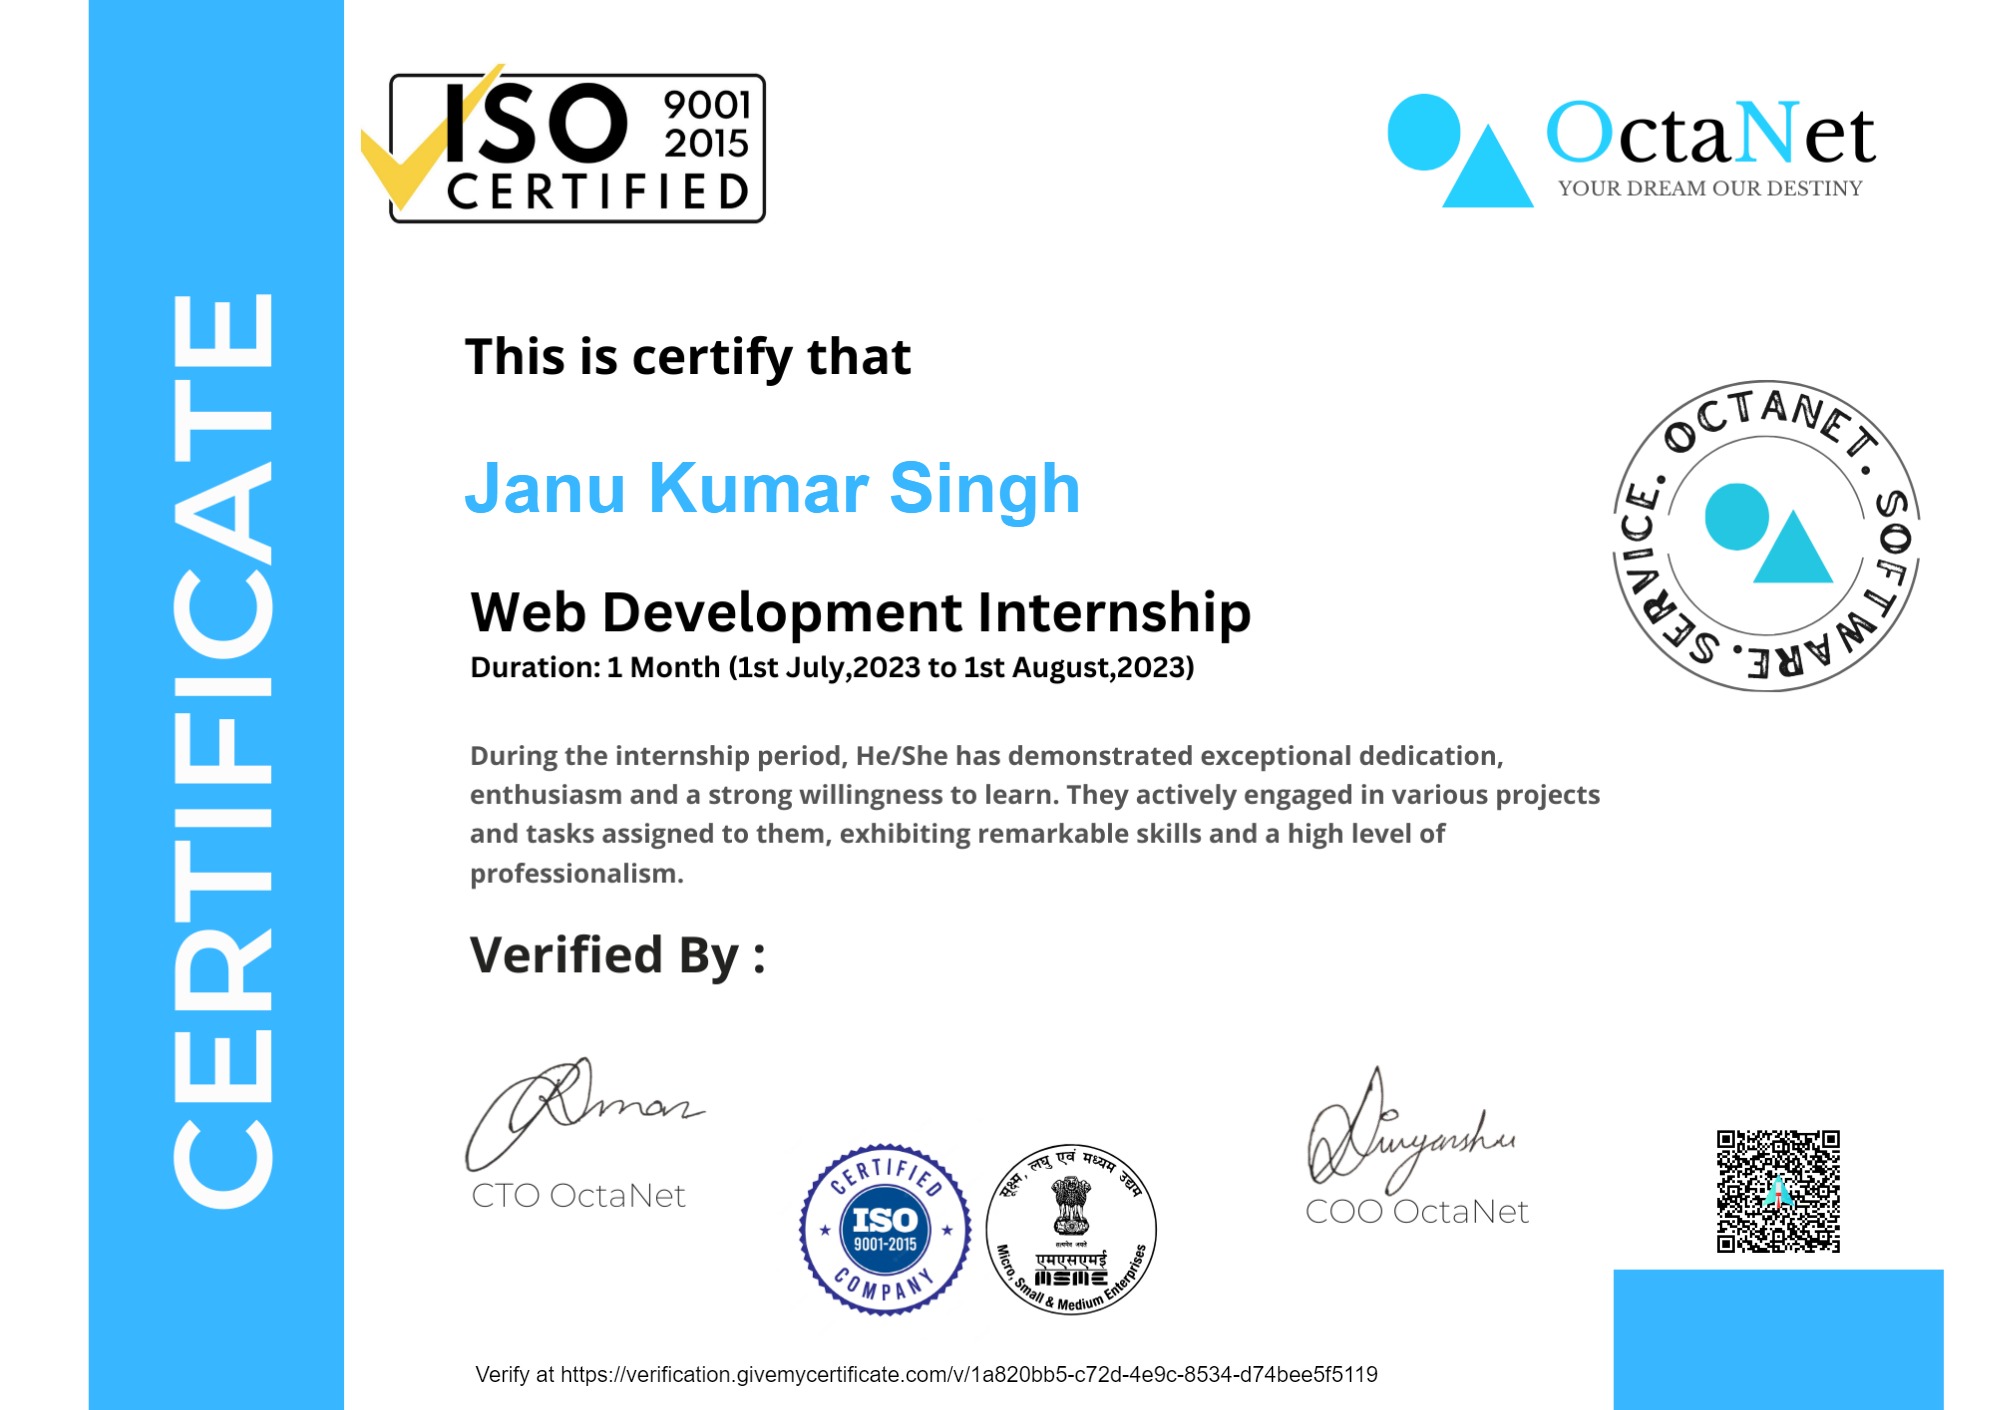 CERTIFICATE
ISO 9001
2015
CERTIFIED
OctaNet
YOUR DREAM OUR DESTINY
This is certify that
Janu Kumar Singh
OCTANET. SOFTWARE. SERVICE.
Web Development Internship
Duration: 1 Month (1st July,2023 to 1st August,2023)
During the internship period, He/She has demonstrated exceptional dedication,
enthusiasm and a strong willingness to learn. They actively engaged in various projects
and tasks assigned to them, exhibiting remarkable skills and a high level of
professionalism.
Verified By :
CTO OctaNet
COO OctaNet
CERTIFIED
ISO
9001-2015
COMPANY
सूक्ष्म, लघु एवं मध्यम उद्यम
सत्यमेव जयते
एमएसएमई
MSME
Micro, Small & Medium Enterprises
Verify at https://verification.givemycertificate.com/v/1a820bb5-c72d-4e9c-8534-d74bee5f5119